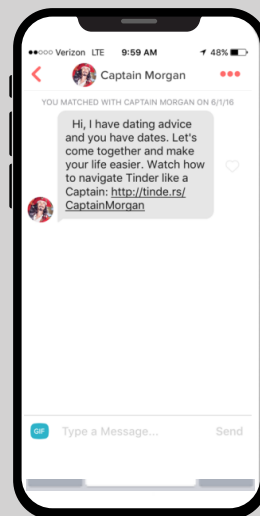 Verizon LTE 9:59 AM 48%
Captain Morgan
YOU MATCHED WITH CAPTAIN MORGAN ON 6/1/16
Hi, I have dating advice
and you have dates. Let's
come together and make
your life easier. Watch how
to navigate Tinder like a
Captain: http://tinde.rs/
CaptainMorgan
GIF Type a Message... Send